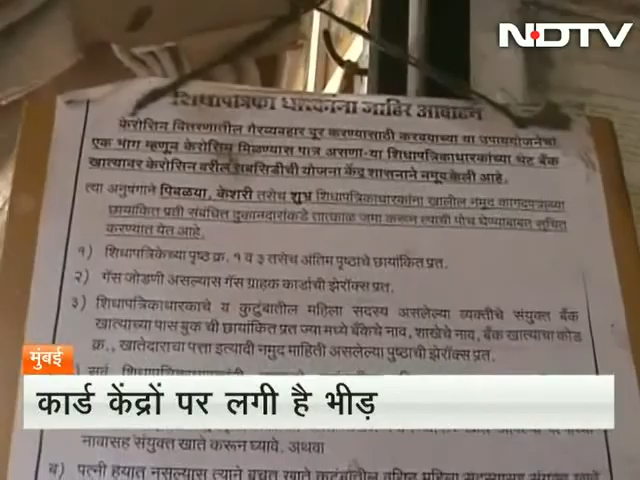 NDTV
शिधापत्रिका धारकांना जाहिर आवाहन
केरोसिन वितरणातील गैरव्यवहार दूर करण्यासाठी करावयाच्या या उपाययोजनेचा
एक भाग म्हणून केरोसिन मिळण्यास पात्र असणा-या शिधापत्रिकाधारकांच्या थेट बँक
खात्यावर केरोसिन वरील सबसिडीची योजना केंद्र शासनाने नमूद केली आहे.
त्या अनुषंगाने पिवळया, केशरी तसेच शुभ्र शिधापत्रिकाधारकांना खालील नमूद कागदपत्राच्या
छायांकित प्रती संबंधित दुकानदारांकडे तात्काळ जमा करून त्याची पोच घेण्याबाबत सूचित
करण्यात येत आहे.
१) शिधापत्रिकेच्या पृष्ठ क्र. १ व ३ तसेच अंतिम पृष्ठाचे छायांकित प्रत.
२) गॅस जोडणी असल्यास गॅस ग्राहक कार्डाची झेरॉक्स प्रत.
३) शिधापत्रिकाधारकाचे व कुटुंबातील महिला सदस्य असलेल्या व्यक्तीचे संयुक्त बँक
खात्याच्या पास बुक ची छायांकित प्रत ज्या मध्ये बँकेचे नाव, शाखेचे नाव, बँक खात्याचा कोड
क्र., खातेदाराचा पत्ता इत्यादी नमुद माहिती असलेल्या पुष्ठाची झेरॉक्स प्रत.
मुंबई
कार्ड केंद्रों पर लगी है भीड़
नावासह संयुक्त खाते करून घ्यावे. अथवा
ब) पत्नी हयात नसल्यास त्याने बचत खाते कुटुंबातील